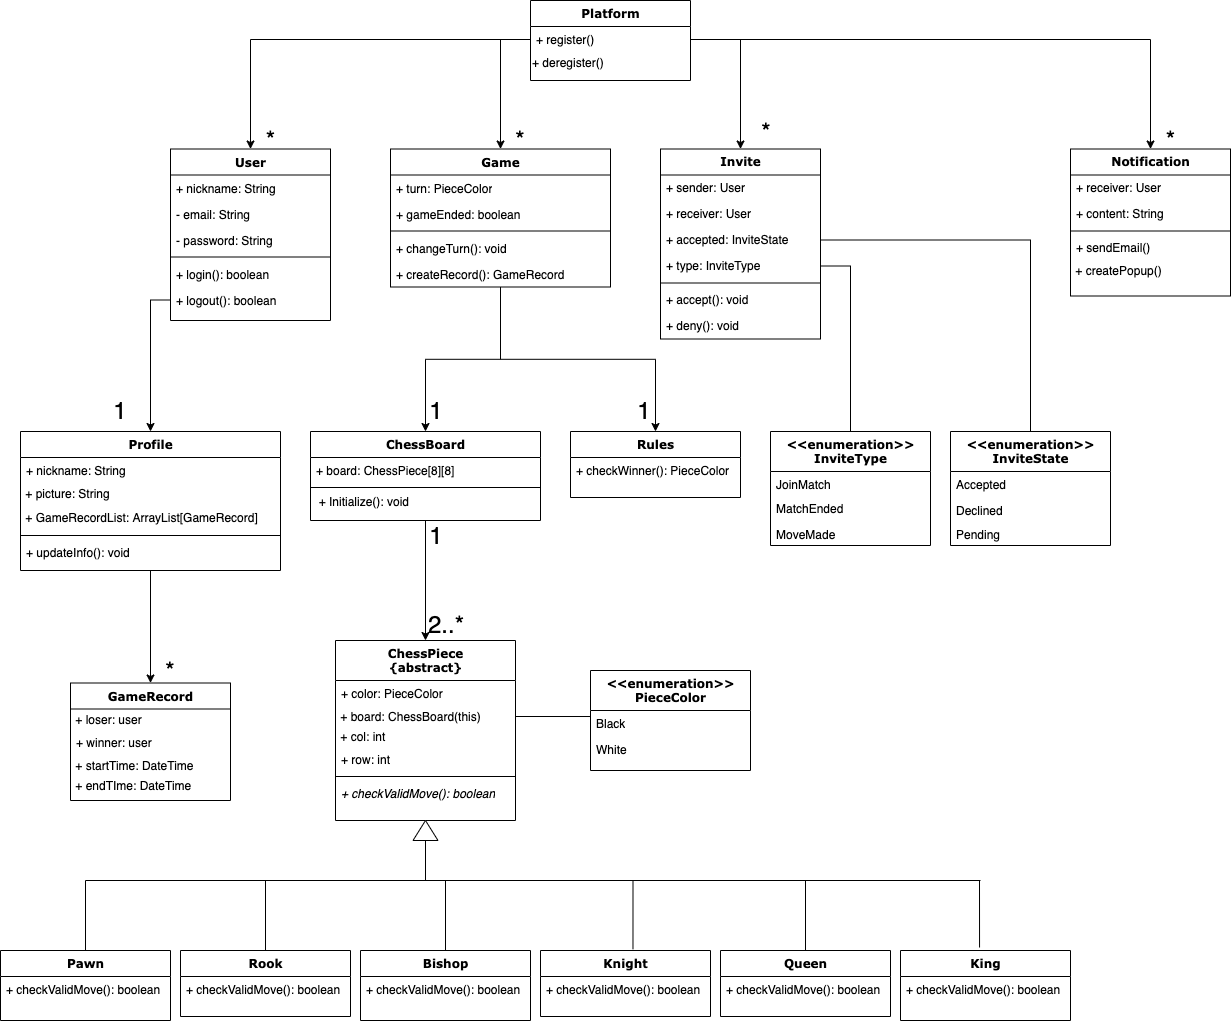 Platform
+ register()
+ deregister()
*
*
*
*
User
+ nickname: String
- email: String
- password: String
+ login(): boolean
+ logout(): boolean
Game
+ turn: PieceColor
+ gameEnded: boolean
+ changeTurn(): void
+ createRecord(): GameRecord
Invite
+ sender: User
+ receiver: User
+ accepted: InviteState
+ type: InviteType
+ accept(): void
+ deny(): void
Notification
+ receiver: User
+ content: String
+ sendEmail()
+ createPopup()
1
1
1
Profile
+ nickname: String
+ picture: String
+ GameRecordList: ArrayList[GameRecord]
+ updateInfo(): void
ChessBoard
+ board: ChessPiece[8][8]
+ Initialize(): void
Rules
+ checkWinner(): PieceColor
<<enumeration>>
InviteType
JoinMatch
MatchEnded
MoveMade
<<enumeration>>
InviteState
Accepted
Declined
Pending
1
2..*
*
GameRecord
+ loser: user
+ winner: user
+ startTime: DateTime
+ endTIme: DateTime
ChessPiece
{abstract}
+ color: PieceColor
+ board: ChessBoard(this)
+ col: int
+ row: int
+ checkValidMove(): boolean
<<enumeration>>
PieceColor
Black
White
Pawn
+ checkValidMove(): boolean
Rook
+ checkValidMove(): boolean
Bishop
+ checkValidMove(): boolean
Knight
+ checkValidMove(): boolean
Queen
+ checkValidMove(): boolean
King
+ checkValidMove(): boolean